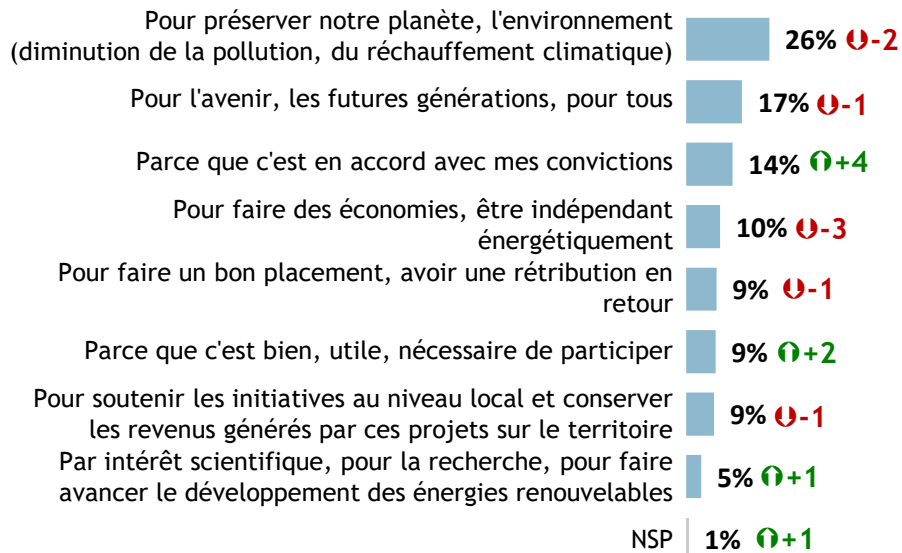 Pour préserver notre planète, l'environnement
(diminution de la pollution, du réchauffement climatique)
26% -2
Pour l'avenir, les futures générations, pour tous
17% -1
Parce que c'est en accord avec mes convictions
14% +4
Pour faire des économies, être indépendant
énergétiquement
10% -3
Pour faire un bon placement, avoir une rétribution en
retour
9% -1
Parce que c'est bien, utile, nécessaire de participer
9% +2
Pour soutenir les initiatives au niveau local et conserver
les revenus générés par ces projets sur le territoire
9% -1
Par intérêt scientifique, pour la recherche, pour faire
avancer le développement des énergies renouvelables
5% +1
NSP
1% +1